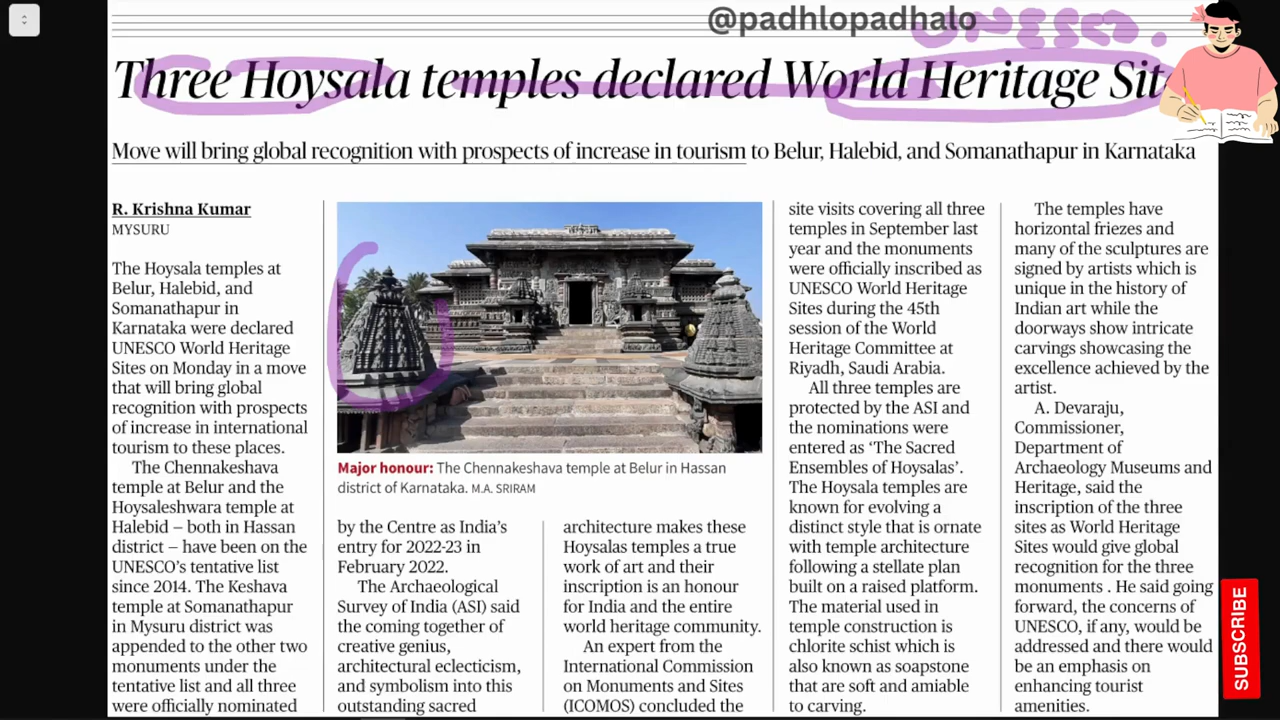 @padhlopadhalo
UNESCO.
Three Hoysala temples declared World Heritage Sit
Move will bring global recognition with prospects of increase in tourism to Belur, Halebid, and Somanathapur in Karnataka
R. Krishna Kumar
MYSURU
The Hoysala temples at
Belur, Halebid, and
Somanathapur in
Karnataka were declared
UNESCO World Heritage
Sites on Monday in a move
that will bring global
recognition with prospects
of increase in international
tourism to these places.
The Chennakeshava
temple at Belur and the
Hoysaleshwara temple at
Halebid – both in Hassan
district – have been on the
UNESCO's tentative list
since 2014. The Keshava
temple at Somanathapur
in Mysuru district was
appended to the other two
monuments under the
tentative list and all three
were officially nominated
Major honour: The Chennakeshava temple at Belur in Hassan
district of Karnataka. M.A. SRIRAM
by the Centre as India's
entry for 2022-23 in
February 2022.
The Archaeological
Survey of India (ASI) said
the coming together of
creative genius,
architectural eclecticism,
and symbolism into this
outstanding sacred
architecture makes these
Hoysalas temples a true
work of art and their
inscription is an honour
for India and the entire
world heritage community.
An expert from the
International Commission
on Monuments and Sites
(ICOMOS) concluded the
site visits covering all three
temples in September last
year and the monuments
were officially inscribed as
UNESCO World Heritage
Sites during the 45th
session of the World
Heritage Committee at
Riyadh, Saudi Arabia.
All three temples are
protected by the ASI and
the nominations were
entered as 'The Sacred
Ensembles of Hoysalas'.
The Hoysala temples are
known for evolving a
distinct style that is ornate
with temple architecture
following a stellate plan
built on a raised platform.
The material used in
temple construction is
chlorite schist which is
also known as soapstone
that are soft and amiable
to carving.
The temples have
horizontal friezes and
many of the sculptures are
signed by artists which is
unique in the history of
Indian art while the
doorways show intricate
carvings showcasing the
excellence achieved by the
artist.
A. Devaraju,
Commissioner,
Department of
Archaeology Museums and
Heritage, said the
inscription of the three
sites as World Heritage
Sites would give global
recognition for the three
monuments . He said going
forward, the concerns of
UNESCO, if any, would be
addressed and there would
be an emphasis on
enhancing tourist
amenities.
SUBSCRIBE